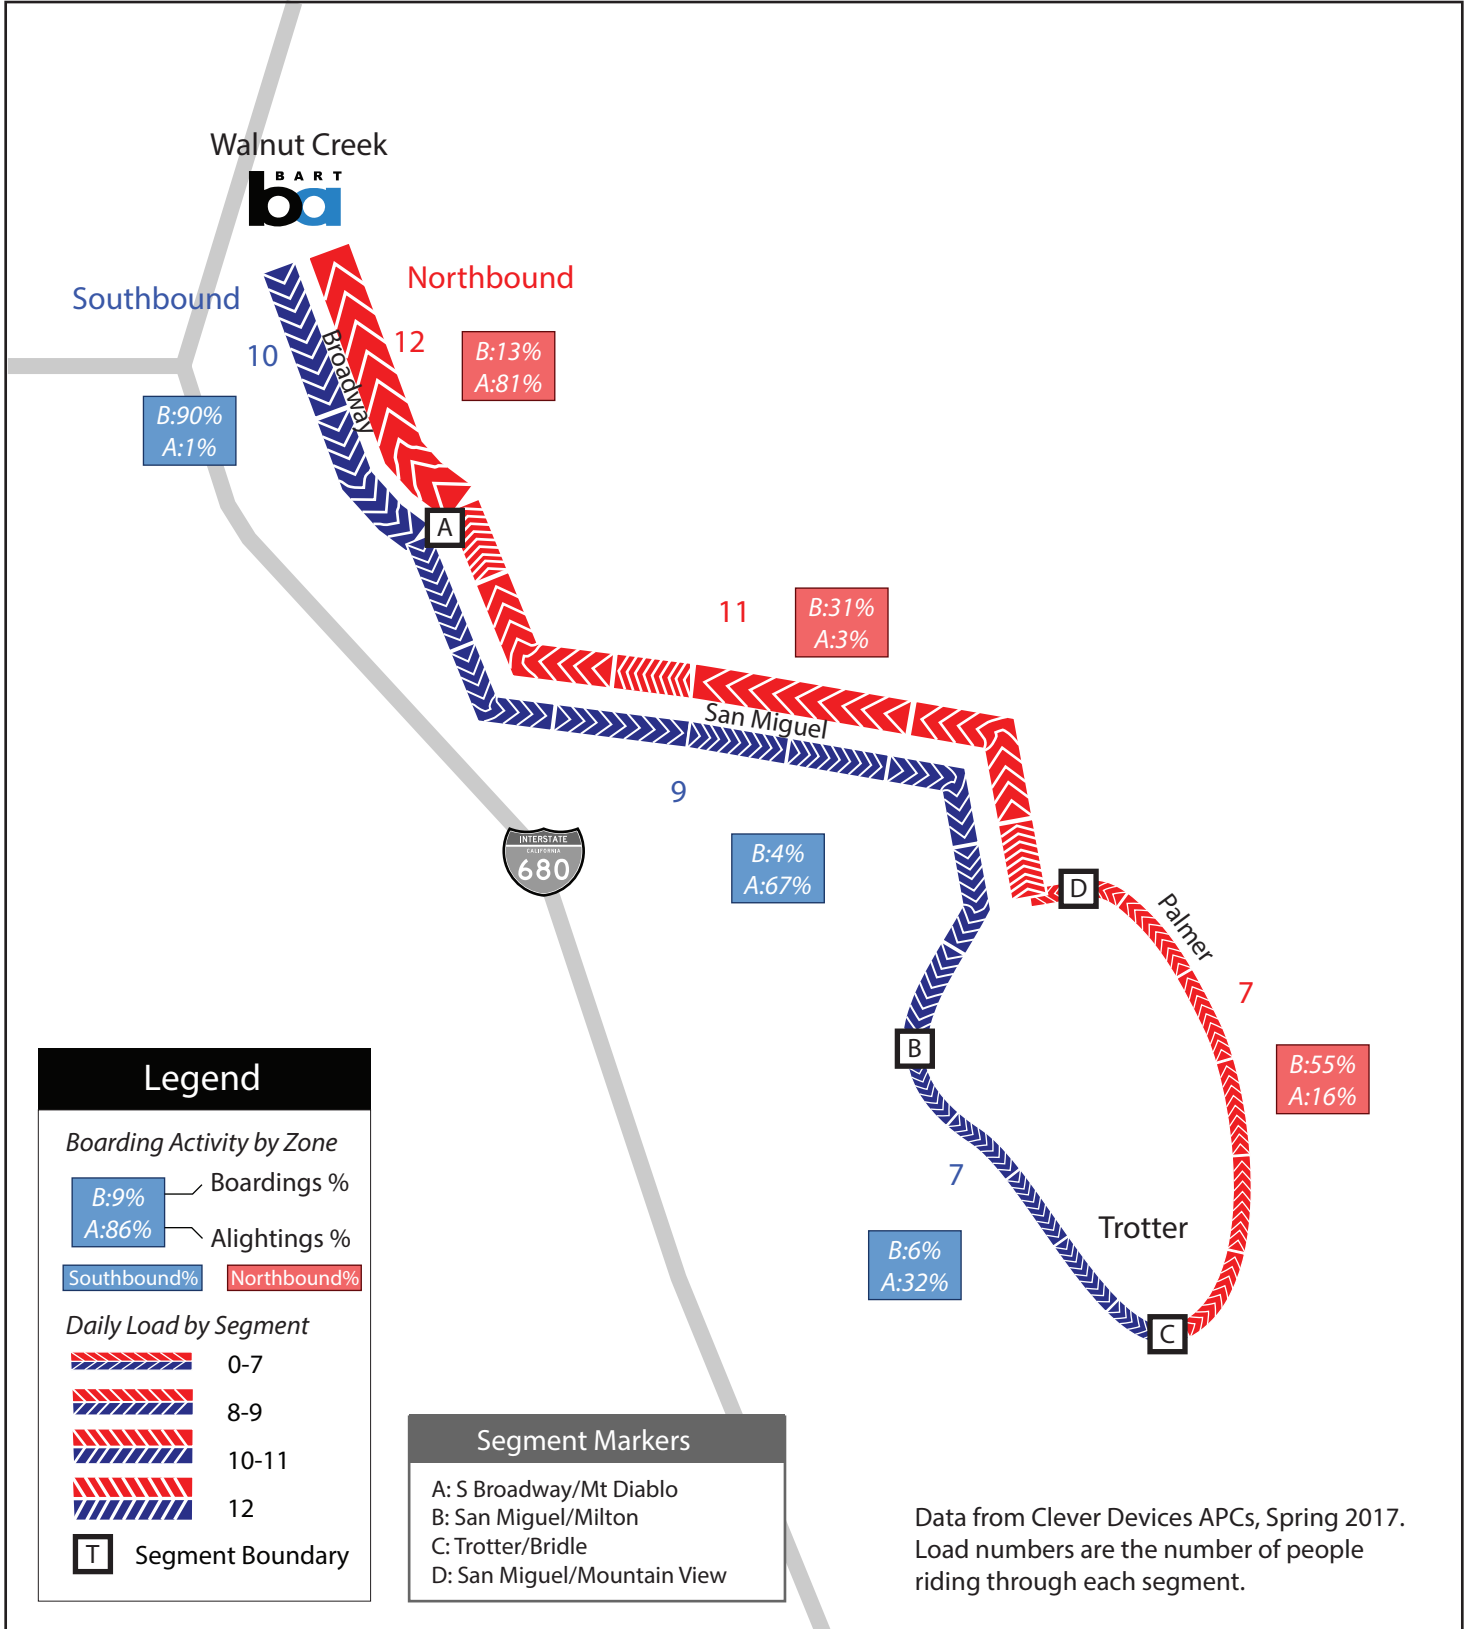 Walnut Creek
BART
ba
Southbound
Northbound
10
12
Broadway
B:13%
A:81%
B:90%
A:1%
A
11
B:31%
A:3%
San Miguel
9
B:4%
A:67%
INTERSTATE
CALIFORNIA
680
D
Palmer
7
B
B:55%
A:16%
7
Trotter
B:6%
A:32%
C
Legend
Boarding Activity by Zone
B:9%
A:86%
Boardings %
Alightings %
Southbound%
Northbound%
Daily Load by Segment
0-7
8-9
10-11
12
T
Segment Boundary
Segment Markers
A: S Broadway/Mt Diablo
B: San Miguel/Milton
C: Trotter/Bridle
D: San Miguel/Mountain View
Data from Clever Devices APCs, Spring 2017.
Load numbers are the number of people
riding through each segment.